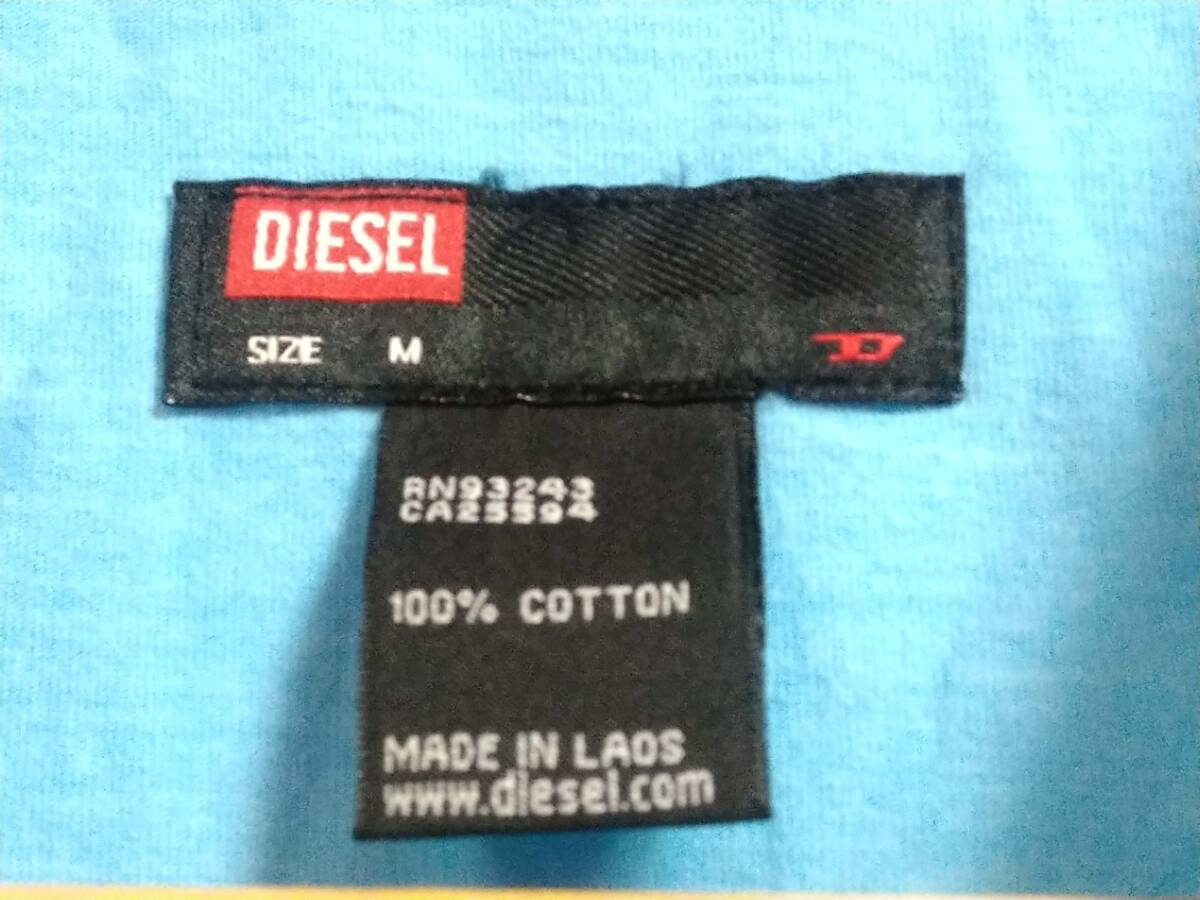 DIESEL
SIZE M
D
RN93243
CA25594
100% COTTON
MADE IN LAOS
www.diesel.com